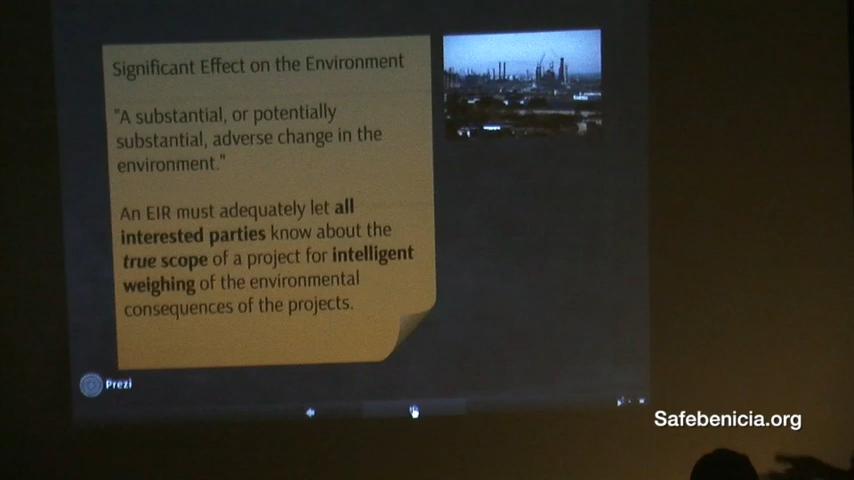 Significant Effect on the Environment
"A substantial, or potentially
substantial, adverse change in the
environment."
An EIR must adequately let all
interested parties know about the
true scope of a project for intelligent
weighing of the environmental
consequences of the projects.
Prezi
Safebenicia.org